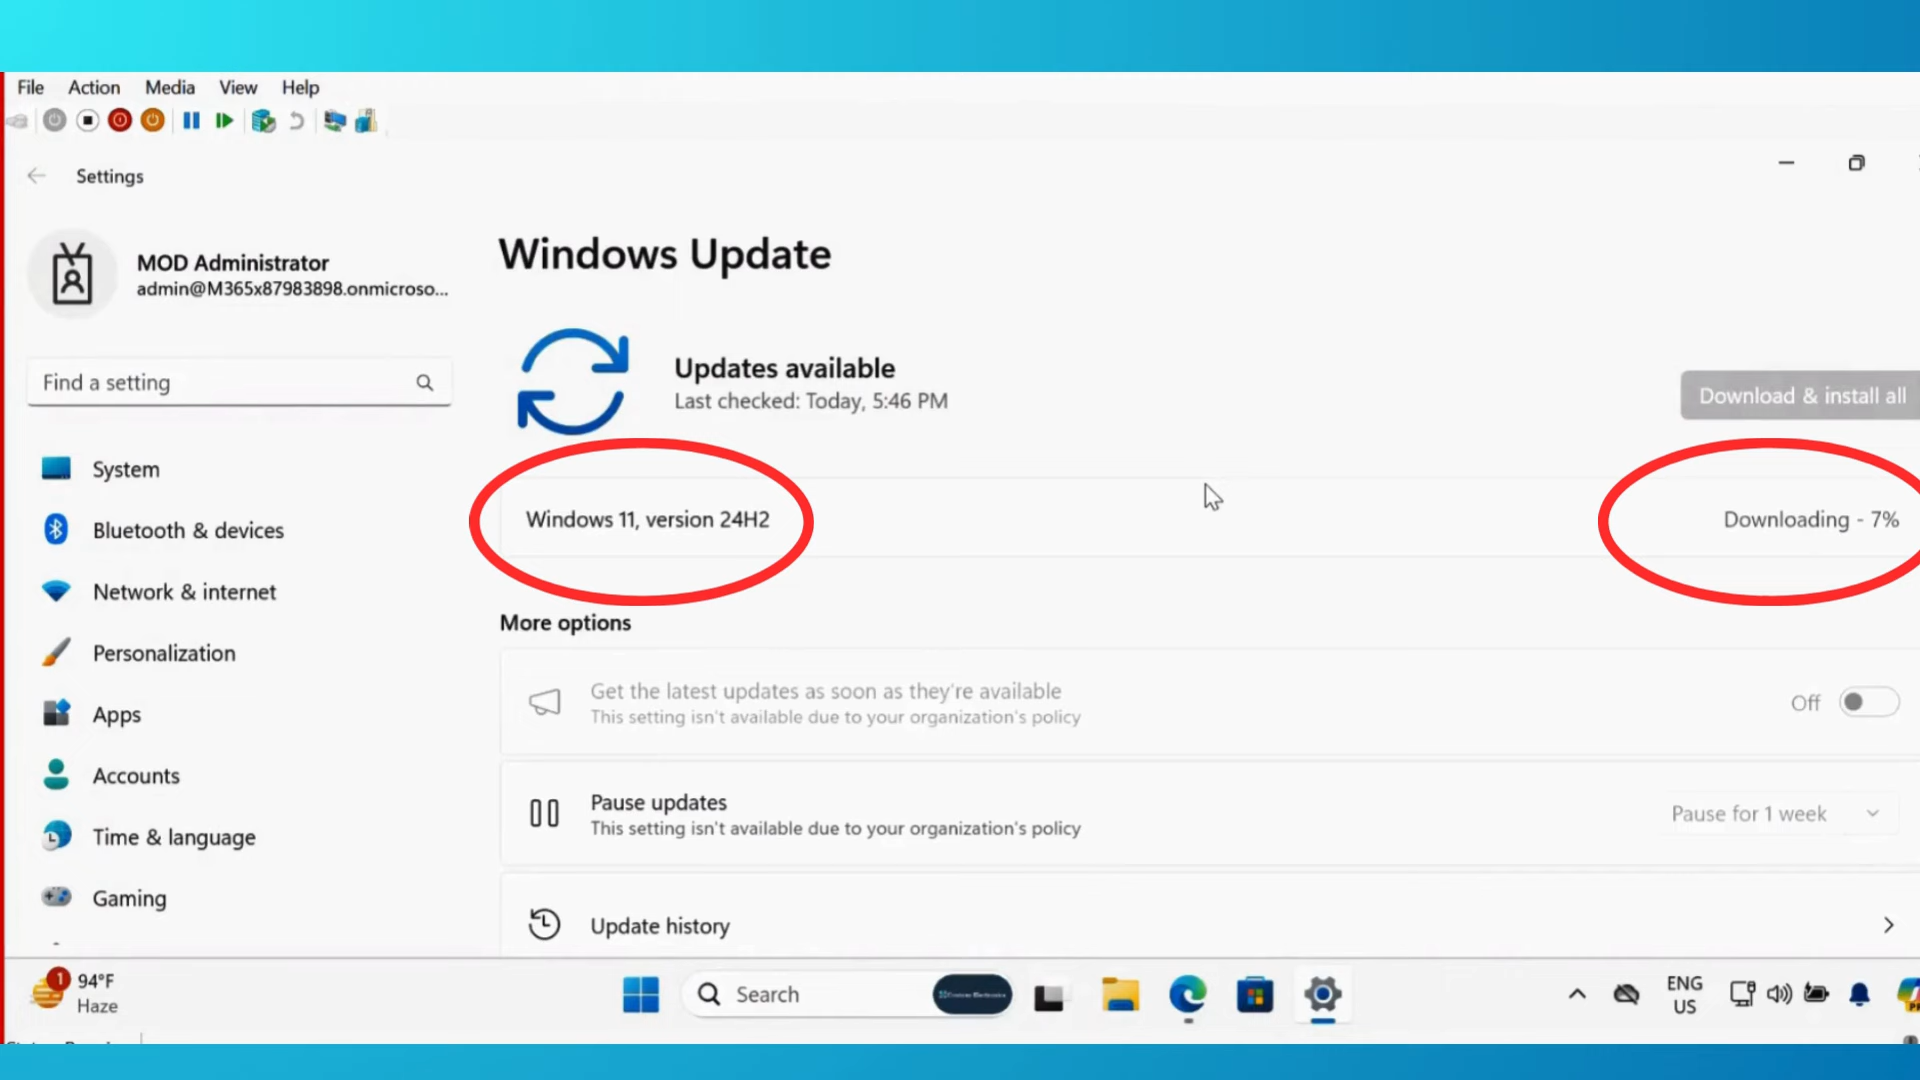 File Action Media View Help
Settings
MOD Administrator
admin@M365x87983898.onmicroso...
Find a setting
System
Bluetooth & devices
Network & internet
Personalization
Apps
Accounts
Time & language
Gaming
Windows Update
Updates available
Last checked: Today, 5:46 PM
Download & install all
Windows 11, version 24H2
Downloading - 7%
More options
Get the latest updates as soon as they're available
This setting isn't available due to your organization's policy
Off
Pause updates
This setting isn't available due to your organization's policy
Pause for 1 week
Update history
1
94°F
Haze
Search
ENG
US